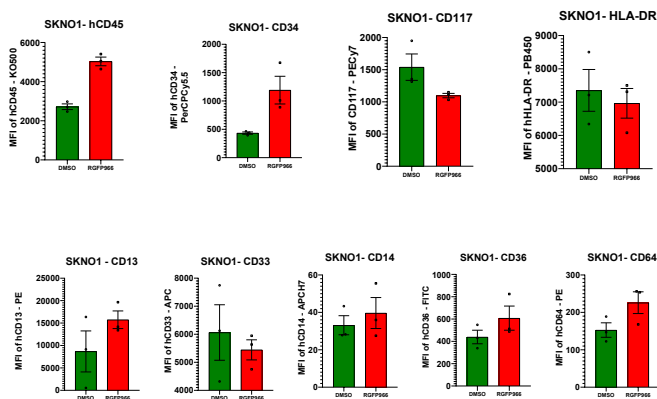 SKNO1- hCD45
MFI of hCD45 - KO500
6000
4000
2000
0
DMSO
RGFP966
SKNO1- CD34
MFI of hCD34 -
PerCPCy5.5
2000
1500
1000
500
0
DMSO
RGFP966
SKNO1- CD117
MFI of CD117 - PECy7
2000
1500
1000
500
0
DMSO
RGFP966
SKNO1- HLA-DR
MFI of hHLA-DR - PB450
9000
8000
7000
6000
5000
DMSO
RGFP966
SKNO1 - CD13
MFI of hCD13 - PE
25000
20000
15000
10000
5000
0
DMSO
RGFP966
SKNO1- CD33
MFI of hCD33 - APC
8000
7000
6000
5000
4000
DMSO
RGFP966
SKNO1- CD14
MFI of hCD14 - APCH7
60
40
20
0
DMSO
RGFP966
SKNO1- CD36
MFI of hCD36 - FITC
1000
800
600
400
200
0
DMSO
RGFP966
SKNO1- CD64
MFI of hCD64 - PE
300
200
100
0
DMSO
RGFP966